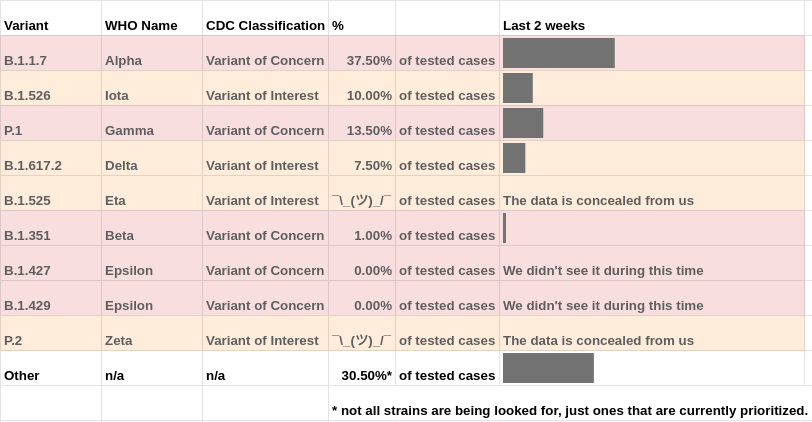 Variant WHO Name CDC Classification % Last 2 weeks
B.1.1.7 Alpha Variant of Concern 37.50% of tested cases
B.1.526 Iota Variant of Interest 10.00% of tested cases
P.1 Gamma Variant of Concern 13.50% of tested cases
B.1.617.2 Delta Variant of Interest 7.50% of tested cases
B.1.525 Eta Variant of Interest ¯\_(ツ)_/¯ of tested cases The data is concealed from us
B.1.351 Beta Variant of Concern 1.00% of tested cases
B.1.427 Epsilon Variant of Concern 0.00% of tested cases We didn't see it during this time
B.1.429 Epsilon Variant of Concern 0.00% of tested cases We didn't see it during this time
P.2 Zeta Variant of Interest ¯\_(ツ)_/¯ of tested cases The data is concealed from us
Other n/a n/a 30.50%* of tested cases
* not all strains are being looked for, just ones that are currently prioritized.